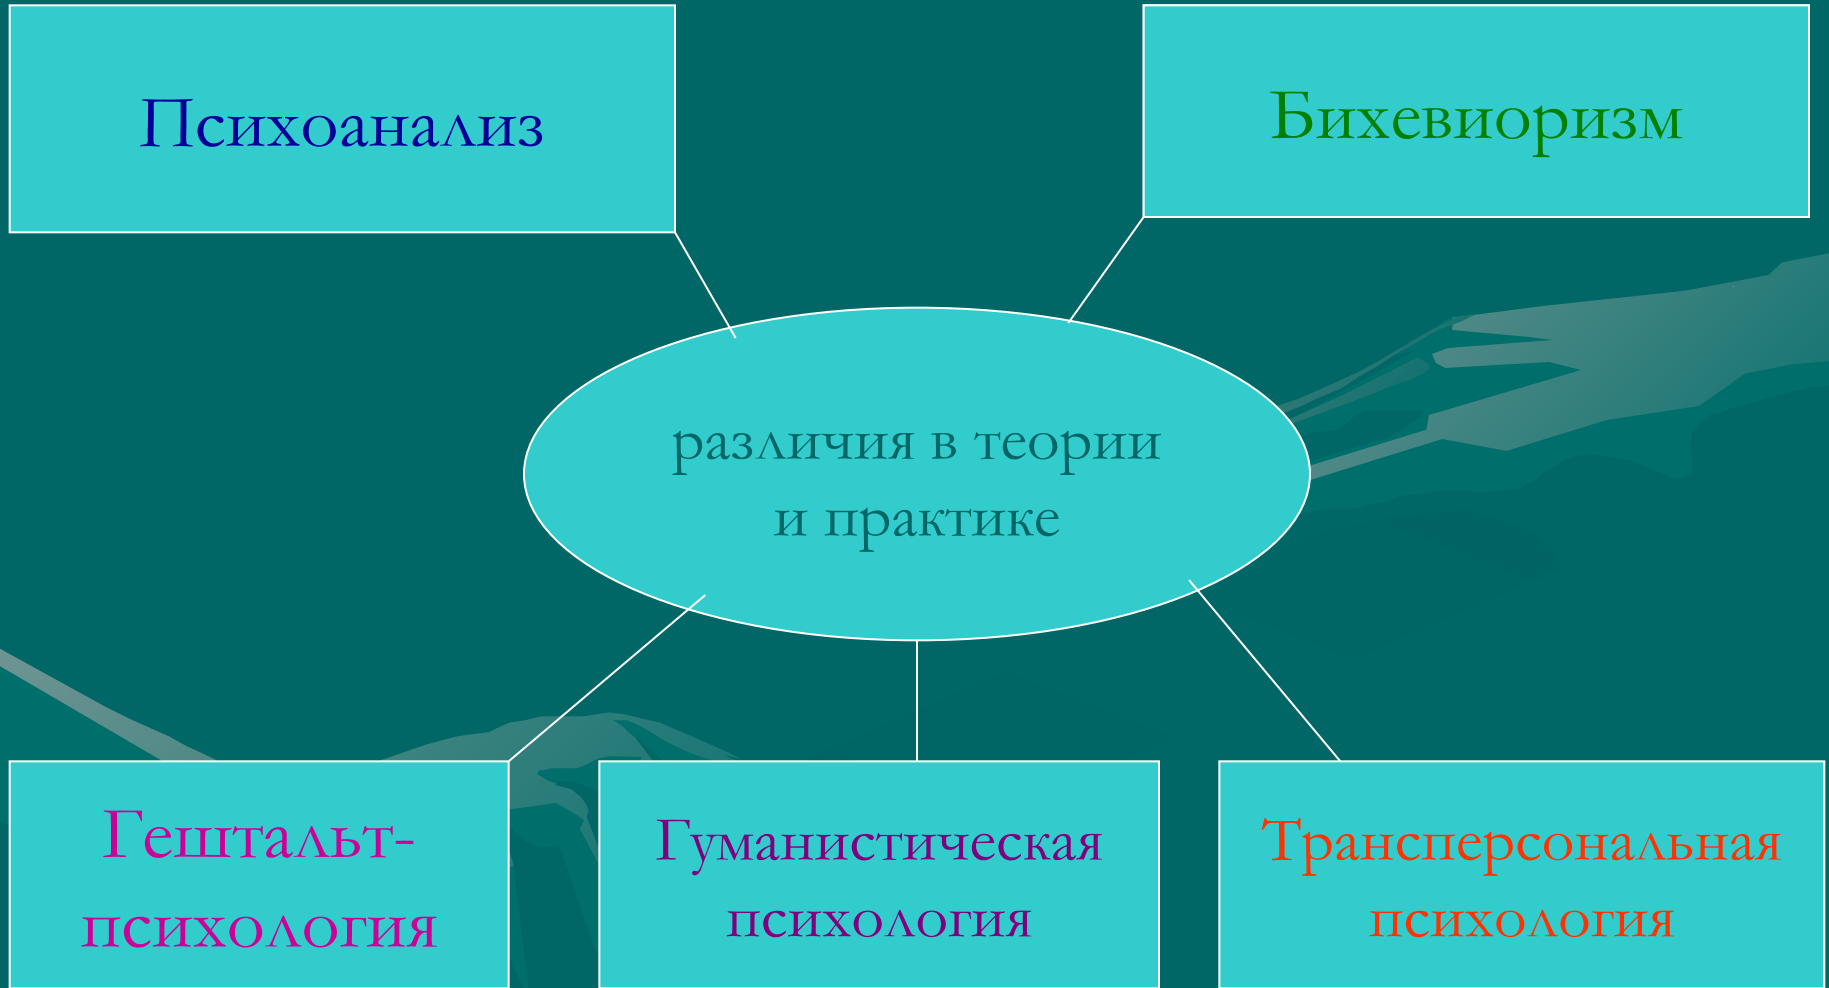 Психоанализ
Бихевиоризм
различия в теории
и практике
Гештальт-
психология
Гуманистическая
психология
Трансперсональная
психология